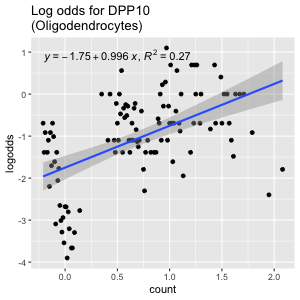 Log odds for DPP10
(Oligodendrocytes)
y = −1.75 + 0.996 x, R² = 0.27
logodds
1
0
-1
-2
-3
-4
0.0 0.5 1.0 1.5 2.0
count